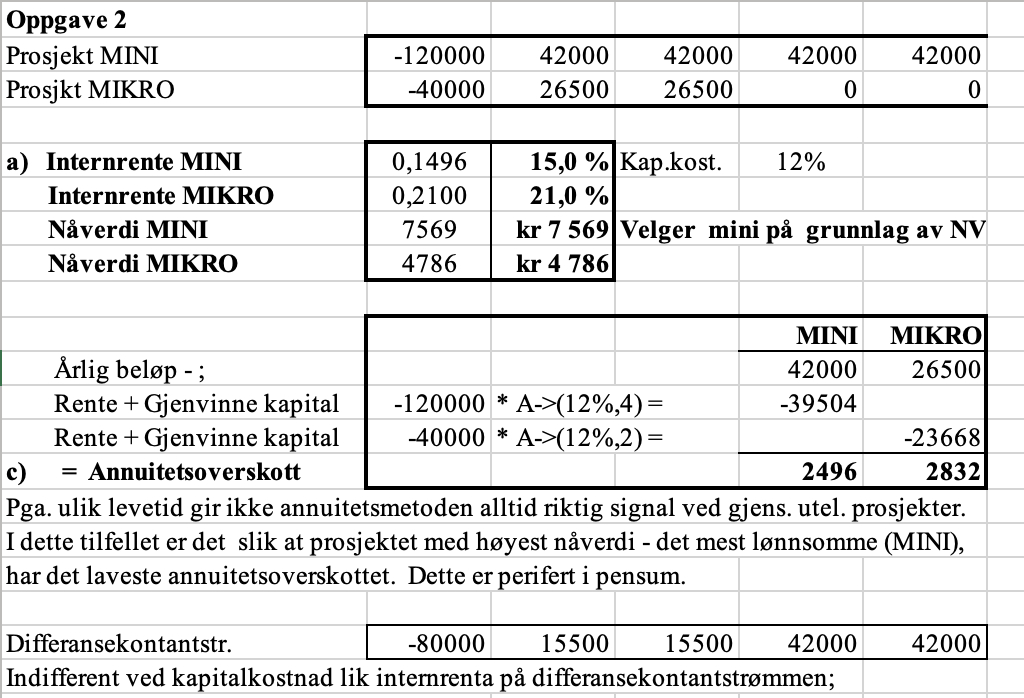 Oppgave 2
Prosjekt MINI -120000 42000 42000 42000 42000
Prosjkt MIKRO -40000 26500 26500 0 0
a) Internrente MINI 0,1496 15,0 % Kap.kost. 12%
Internrente MIKRO 0,2100 21,0 %
Nåverdi MINI 7569 kr 7 569 Velger mini på grunnlag av NV
Nåverdi MIKRO 4786 kr 4 786
MINI MIKRO
Årlig beløp - ; 42000 26500
Rente + Gjenvinne kapital -120000 * A->(12%,4) = -39504
Rente + Gjenvinne kapital -40000 * A->(12%,2) = -23668
c) = Annuitetsoverskott 2496 2832
Pga. ulik levetid gir ikke annuitetsmetoden alltid riktig signal ved gjens. utel. prosjekter.
I dette tilfellet er det slik at prosjektet med høyest nåverdi - det mest lønnsomme (MINI),
har det laveste annuitetsoverskottet. Dette er perifert i pensum.
Differansekontantstr. -80000 15500 15500 42000 42000
Indifferent ved kapitalkostnad lik internrenta på differansekontantstrømmen;